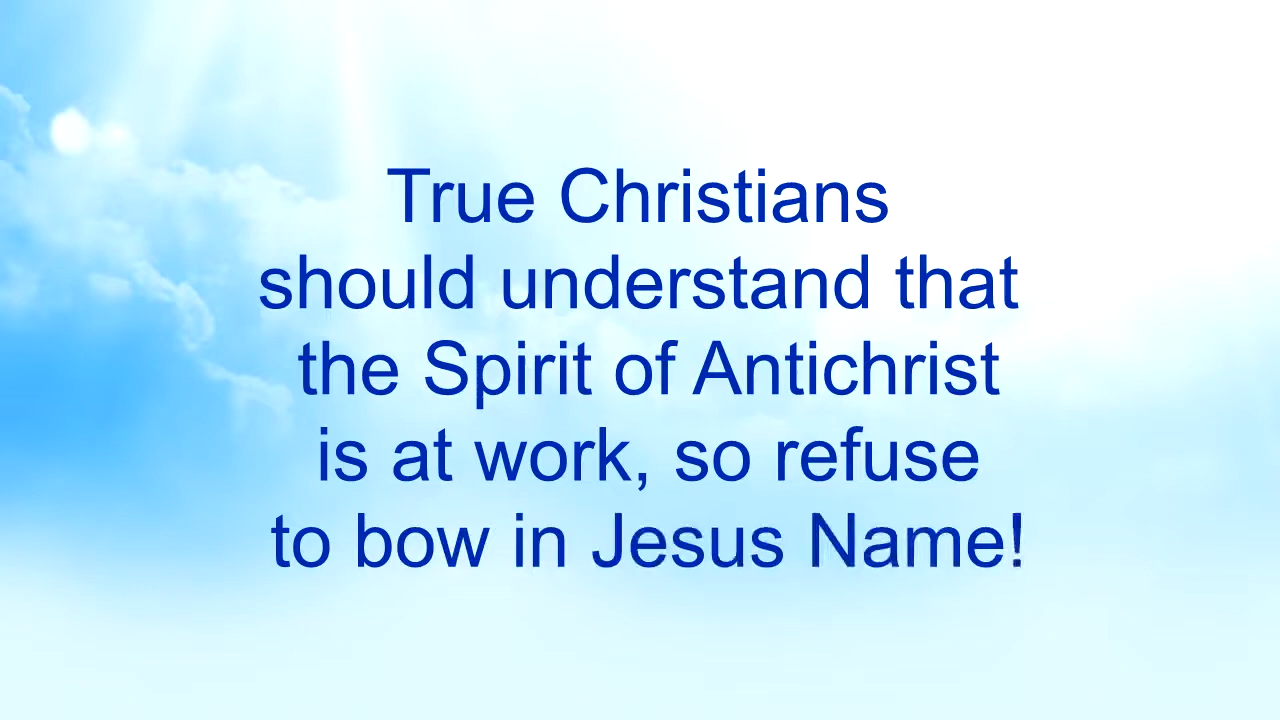 True Christians
should understand that
the Spirit of Antichrist
is at work, so refuse
to bow in Jesus Name!